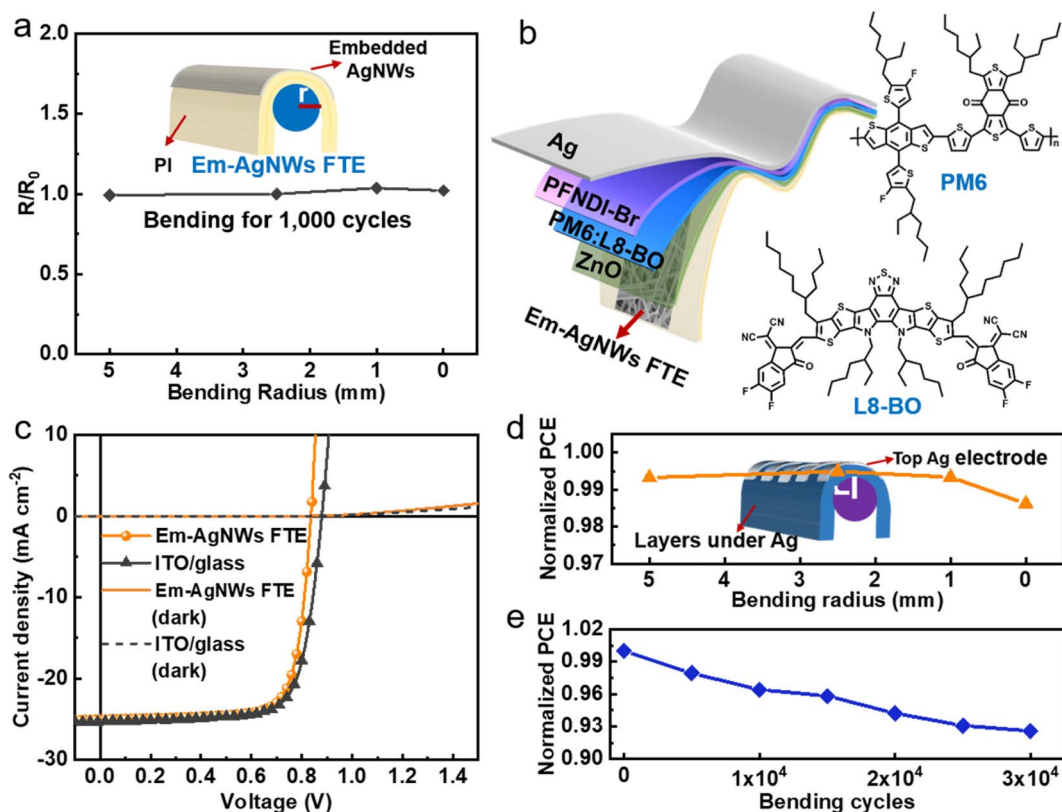 a
2.0
1.5
1.0
0.5
0.0
R/R0
Embedded
AgNWs
r
PI
Em-AgNWs FTE
Bending for 1,000 cycles
5
4
3
2
1
0
Bending Radius (mm)
b
Ag
PFNDI-Br
PM6:L8-BO
ZnO
Em-AgNWs FTE
F
S
S
S
S
O
O
S
S
S
S
n
S
F
PM6
S
N
N
S
S
S
S
N
N
CN
NC
O
F
F
NC
CN
O
F
F
L8-BO
c
10
0
-10
-20
-30
Current density (mA cm-2)
Em-AgNWs FTE
ITO/glass
Em-AgNWs FTE
(dark)
ITO/glass
(dark)
0.0
0.2
0.4
0.6
0.8
1.0
1.2
1.4
Voltage (V)
d
1.00
0.99
0.98
0.97
Normalized PCE
Top Ag electrode
Layers under Ag
5
4
3
2
1
0
Bending radius (mm)
e
1.02
0.99
0.96
0.93
0.90
Normalized PCE
0
1x10^4
2x10^4
3x10^4
Bending cycles